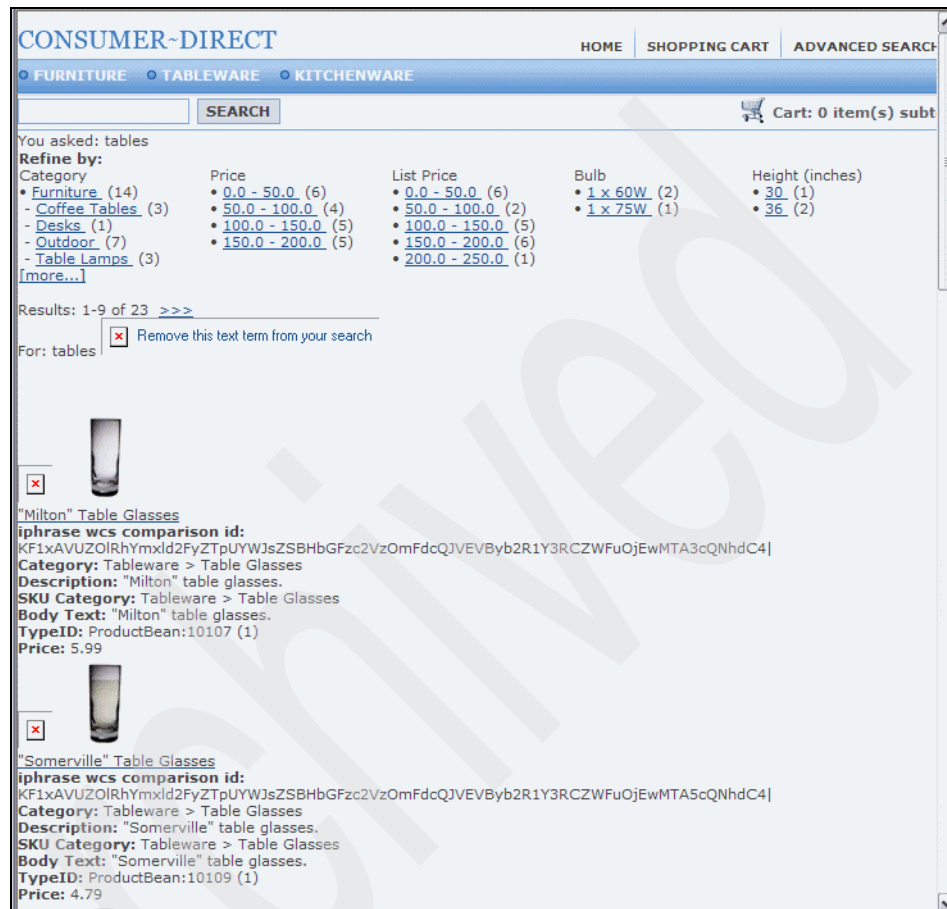 CONSUMER~DIRECT
HOME SHOPPING CART ADVANCED SEARCH
FURNITURE TABLEWARE KITCHENWARE
SEARCH Cart: 0 item(s) subt
You asked: tables
Refine by:
Category Price List Price Bulb Height (inches)
• Furniture (14) • 0.0 - 50.0 (6) • 0.0 - 50.0 (6) • 1 x 60W (2) • 30 (1)
- Coffee Tables (3) • 50.0 - 100.0 (4) • 50.0 - 100.0 (2) • 1 x 75W (1) • 36 (2)
- Desks (1) • 100.0 - 150.0 (5) • 100.0 - 150.0 (5)
- Outdoor (7) • 150.0 - 200.0 (5) • 150.0 - 200.0 (6)
- Table Lamps (3) • 200.0 - 250.0 (1)
[more...]
Results: 1-9 of 23 >>>
For: tables Remove this text term from your search
"Milton" Table Glasses
iphrase wcs comparison id:
KF1xAVUZOlRhYmxld2FyZTpUYWJsZSBHbGFzc2VzOmFdcQJVEVByb2R1Y3RCZWFuOjEwMTA3cQNhdC4|
Category: Tableware > Table Glasses
Description: "Milton" table glasses.
SKU Category: Tableware > Table Glasses
Body Text: "Milton" table glasses.
TypeID: ProductBean:10107 (1)
Price: 5.99
"Somerville" Table Glasses
iphrase wcs comparison id:
KF1xAVUZOlRhYmxld2FyZTpUYWJsZSBHbGFzc2VzOmFdcQJVEVByb2R1Y3RCZWFuOjEwMTA5cQNhdC4|
Category: Tableware > Table Glasses
Description: "Somerville" table glasses.
SKU Category: Tableware > Table Glasses
Body Text: "Somerville" table glasses.
TypeID: ProductBean:10109 (1)
Price: 4.79